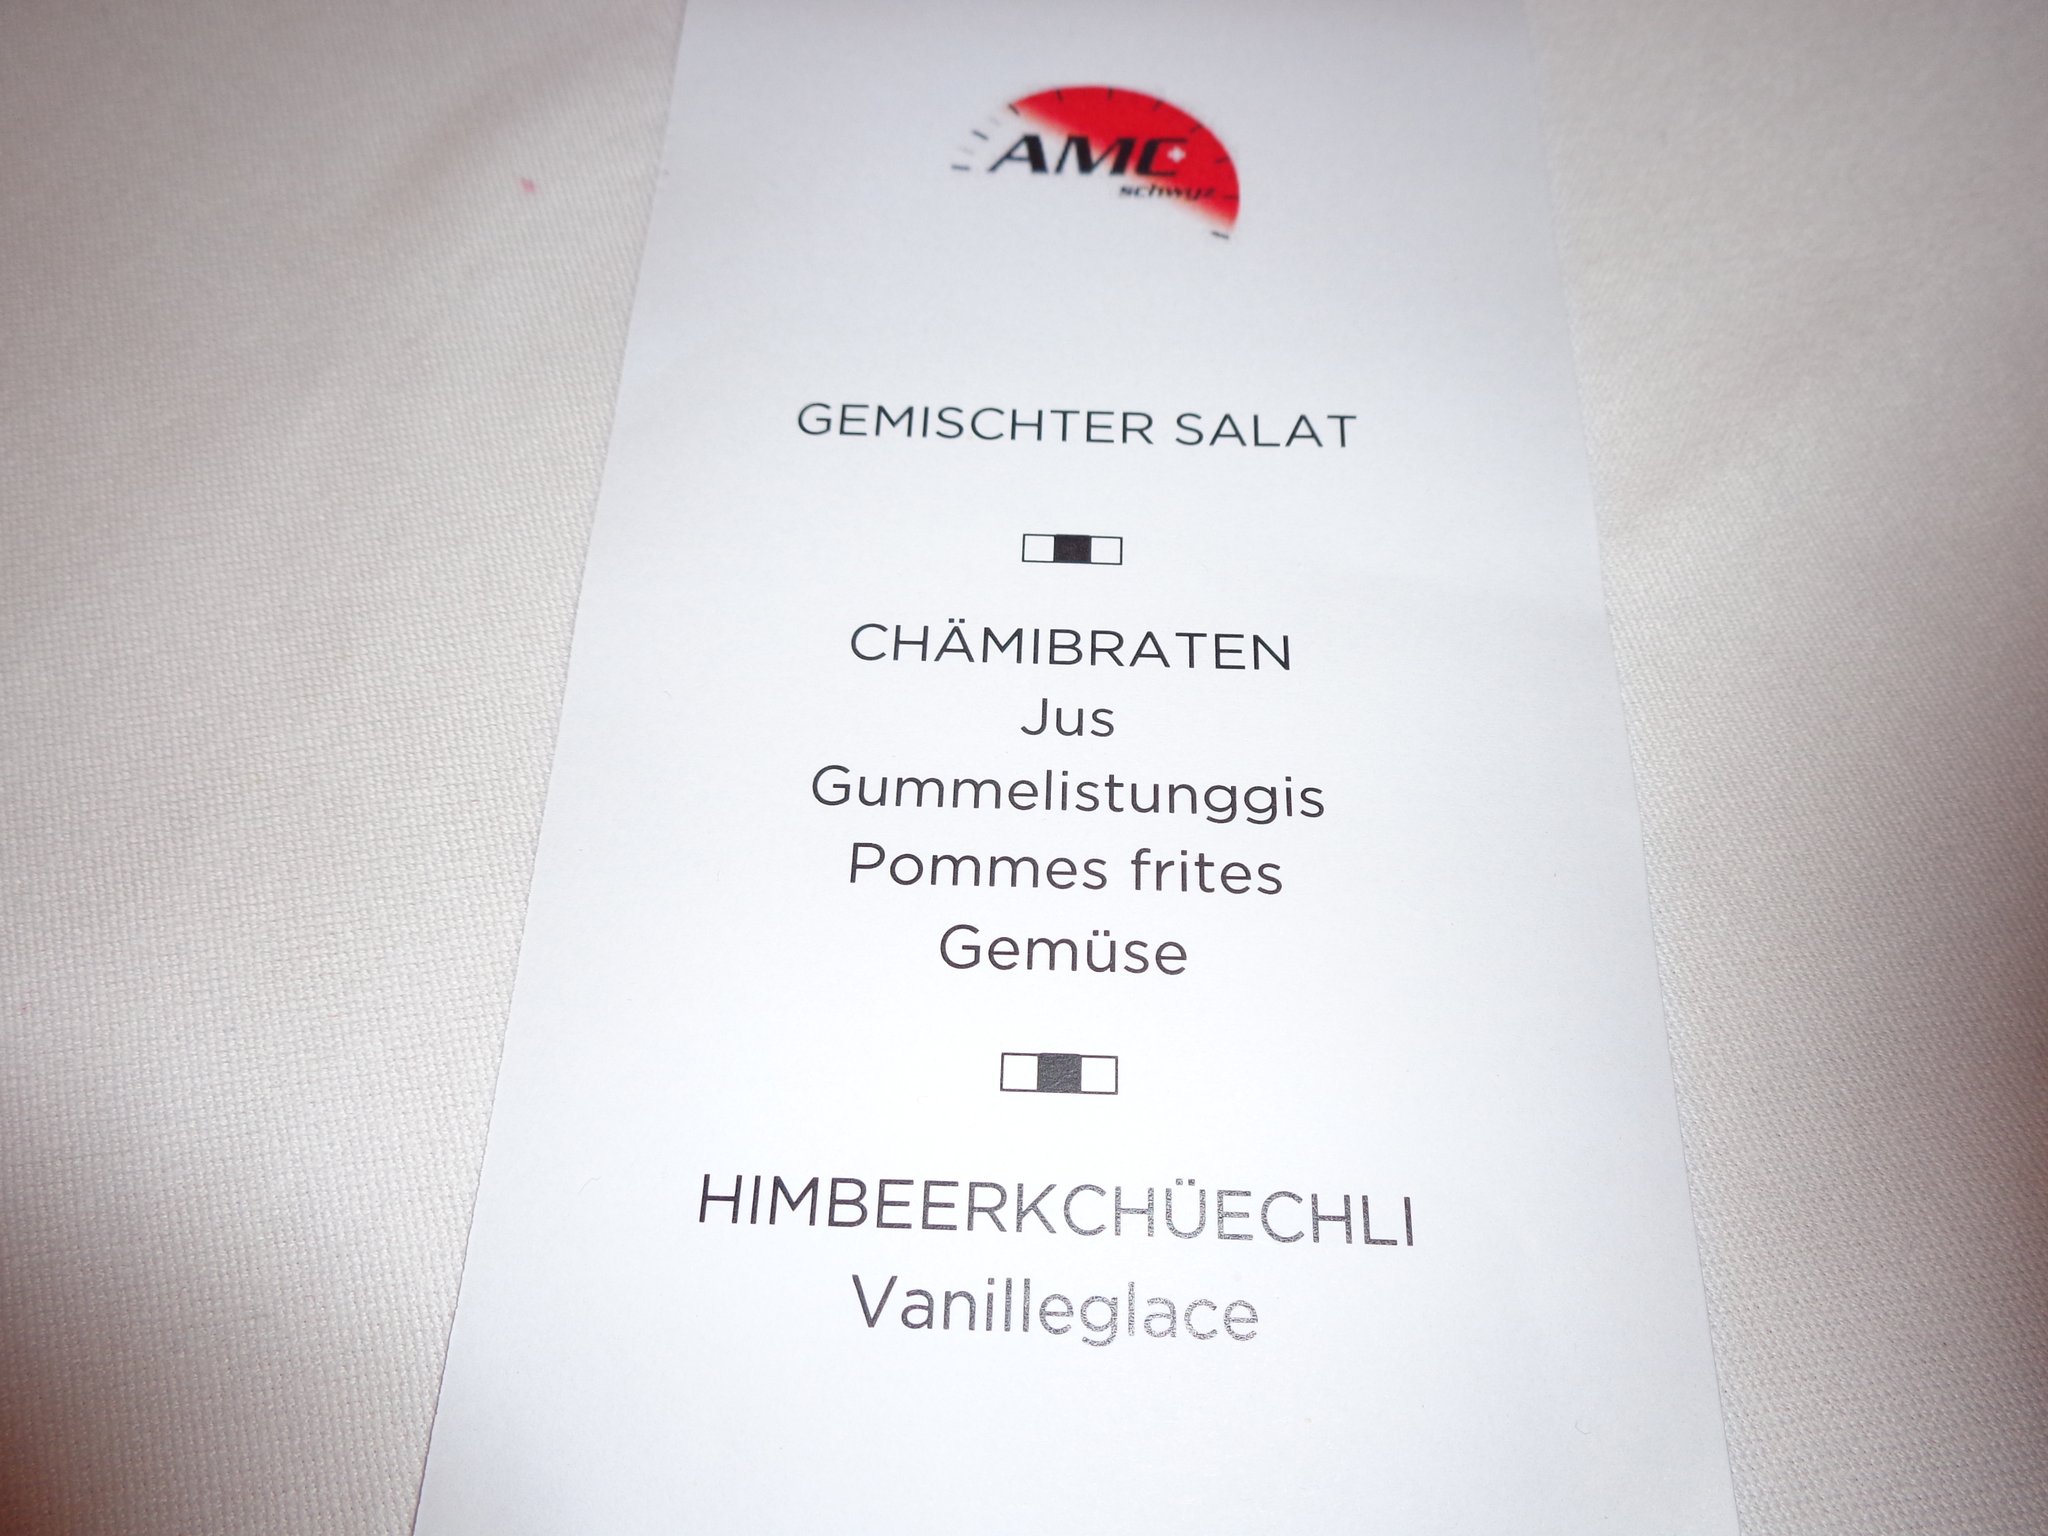 AMC
schwyz
GEMISCHTER SALAT
CHÄMIBRATEN
Jus
Gummelistunggis
Pommes frites
Gemüse
HIMBEERKCHÜECHLI
Vanilleglace